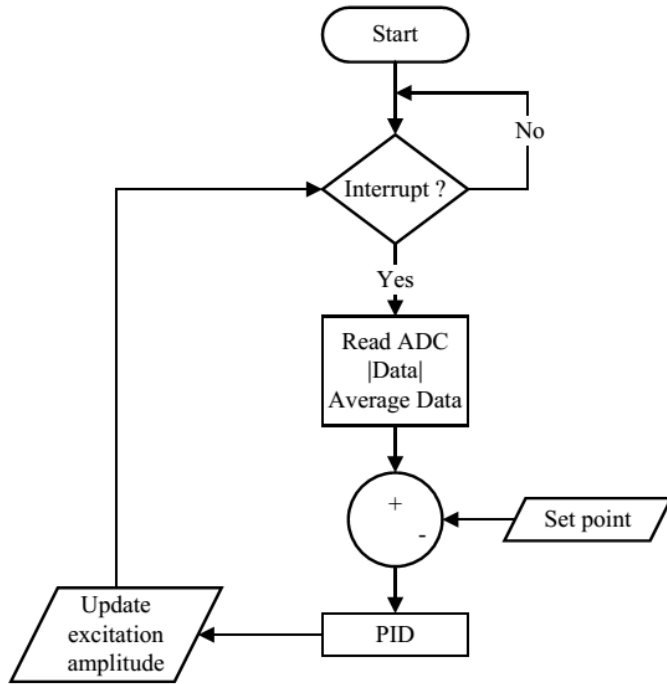 Start
No
Interrupt ?
Yes
Read ADC
|Data|
Average Data
+
-
Set point
PID
Update
excitation
amplitude